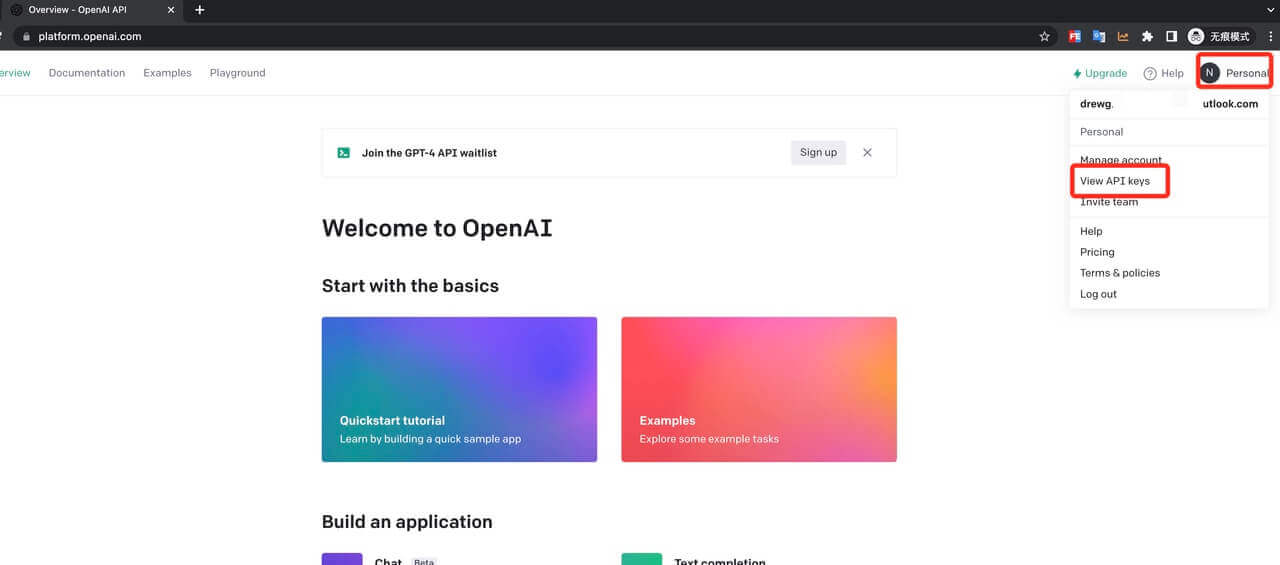 Overview - OpenAI API
platform.openai.com
无痕模式
erview Documentation Examples Playground
Upgrade Help N Personal
drewg. utlook.com
Personal
Manage account
View API keys
Invite team
Help
Pricing
Terms & policies
Log out
Join the GPT-4 API waitlist Sign up
Welcome to OpenAI
Start with the basics
Quickstart tutorial
Learn by building a quick sample app
Examples
Explore some example tasks
Build an application
Chat Beta
Text completion